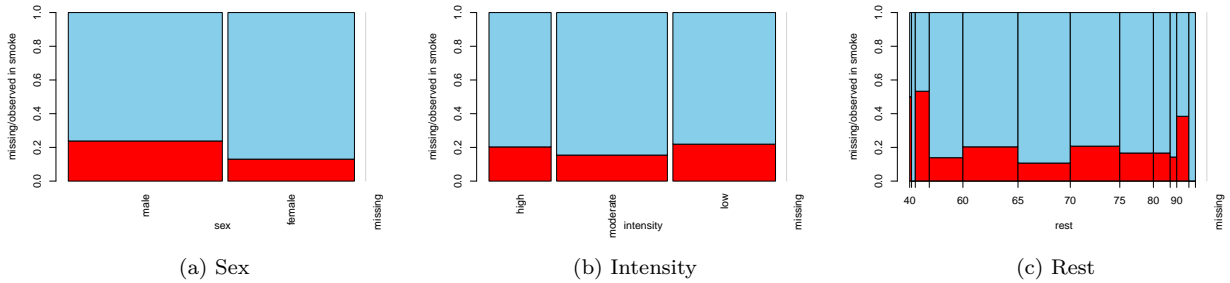 missing/observed in smoke
1.0
0.8
0.6
0.4
0.2
0.0
male
female
missing
sex
(a) Sex
missing/observed in smoke
1.0
0.8
0.6
0.4
0.2
0.0
high
moderate
low
missing
intensity
(b) Intensity
missing/observed in smoke
1.0
0.8
0.6
0.4
0.2
0.0
40 60 65 70 75 80 90
missing
rest
(c) Rest